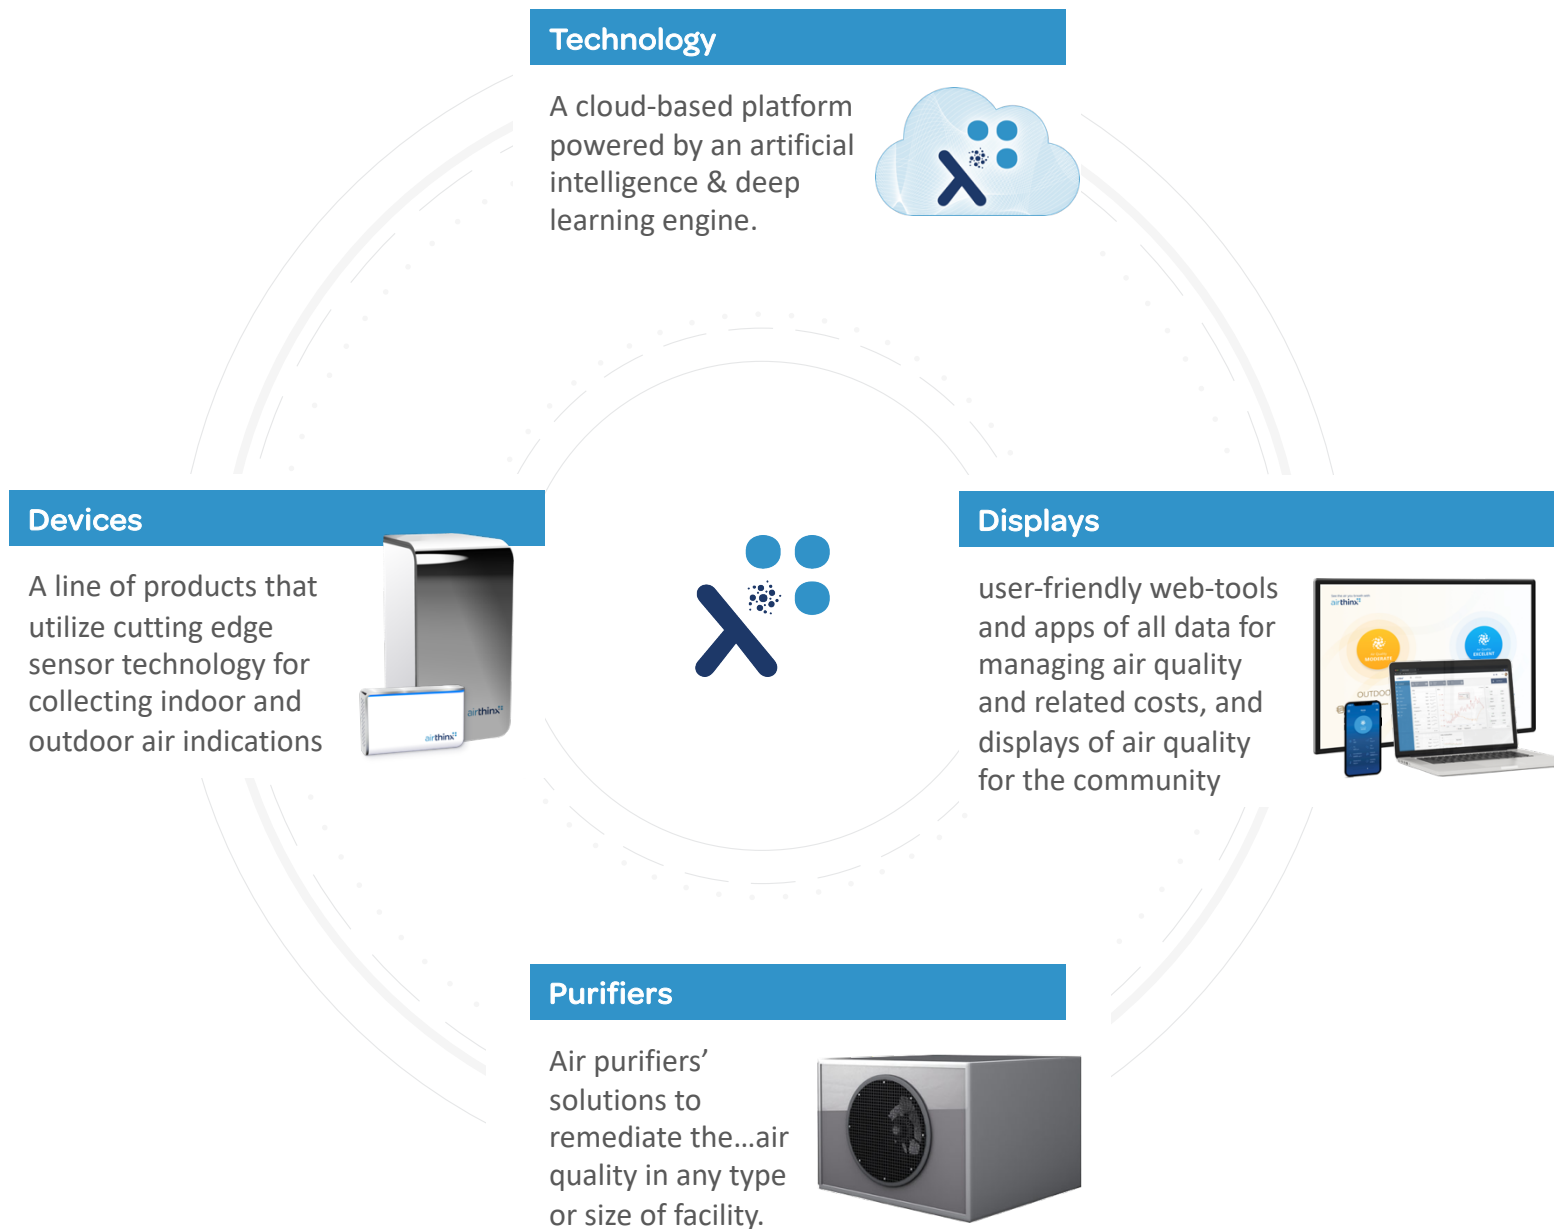 Technology
A cloud-based platform
powered by an artificial
intelligence & deep
learning engine.
Devices
A line of products that
utilize cutting edge
sensor technology for
collecting indoor and
outdoor air indications
airthinx
airthinx
Displays
user-friendly web-tools
and apps of all data for
managing air quality
and related costs, and
displays of air quality
for the community
airthinx
MODERATE
EXCELLENT
OUTDOO
Purifiers
Air purifiers’
solutions to
remediate the...air
quality in any type
or size of facility.